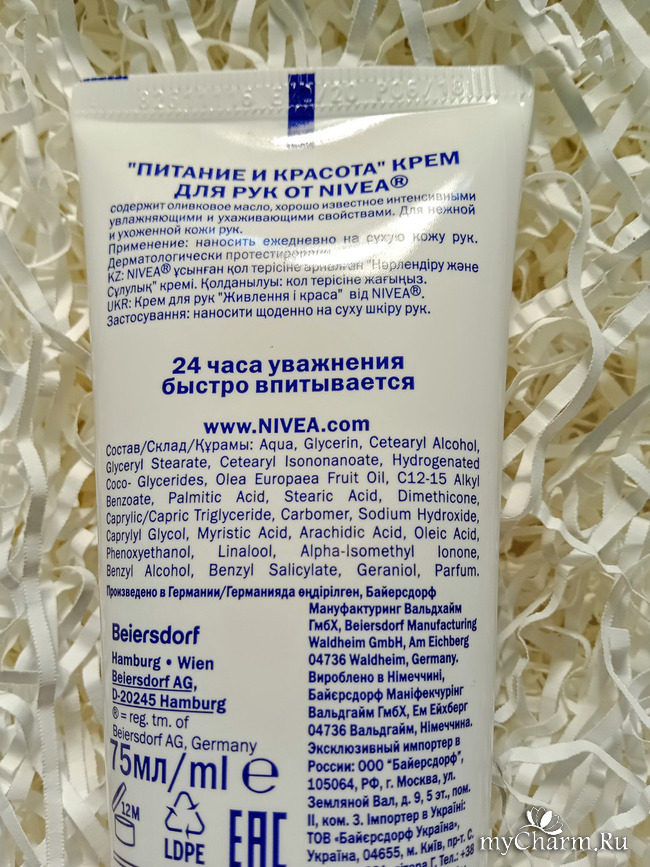 "ПИТАНИЕ И КРАСОТА" КРЕМ
ДЛЯ РУК ОТ NIVEA®
содержит оливковое масло, хорошо известное интенсивными
увлажняющими и ухаживающими свойствами. Для нежной
и ухоженной кожи рук.
Применение: наносить ежедневно на сухую кожу рук.
Дерматологически
KZ: NIVEA® ұсынған қол терісіне арналған "Нәрлендіру және
Сұлулық" кремі. Қолданылуы: қол терісіне жағыңыз.
UKR: Крем для рук "Живлення і краса" від NIVEA®.
Застосування: наносити щоденно на суху шкіру рук.
24 часа уважнения
быстро впитывается
www.NIVEA.com
Состав/Склад/Құрамы: Aqua, Glycerin, Cetearyl Alcohol,
Glyceryl Stearate, Cetearyl Isononanoate, Hydrogenated
Coco- Glycerides, Olea Europaea Fruit Oil, C12-15 Alkyl
Benzoate, Palmitic Acid, Stearic Acid, Dimethicone,
Caprylic/Capric Triglyceride, Carbomer, Sodium Hydroxide,
Caprylyl Glycol, Myristic Acid, Arachidic Acid, Oleic Acid,
Phenoxyethanol, Linalool, Alpha-Isomethyl Ionone,
Benzyl Alcohol, Benzyl Salicylate, Geraniol, Parfum.
Произведено в Германии/Германияда өндірілген, Байерсдорф
Мануфактуринг Вальдхайм
ГмбХ, Beiersdorf Manufacturing
Waldheim GmbH, Am Eichberg
04736 Waldheim, Germany.
Вироблено в Німеччині,
Байєрсдорф Маніфекчурінг
Вальдгайм ГмбХ, Ем Ейхберг
04736 Вальдгайм, Німеччина.
Эксклюзивный импортер в
России: ООО "Байерсдорф",
105064, РФ, г. Москва, ул.
Земляной Вал, д. 9, 5 эт., пом.
II, ком. 3. Імпортер в Україні:
ТОВ «Байєрсдорф Україна»,
Україна, 04655, м. Київ, пр-т. С.
Beiersdorf
Hamburg • Wien
Beiersdorf AG,
D-20245 Hamburg
® = reg. tm. of
Beiersdorf AG, Germany
75мл/ml e
12M
LDPE
EAC
myCharm.Ru